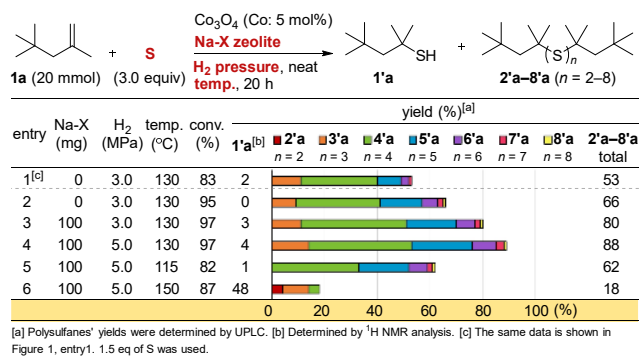 Co3O4 (Co: 5 mol%)
Na-X zeolite
+ S
H2 pressure, neat
temp., 20 h
SH
+
( S )n
1a (20 mmol) (3.0 equiv) 1'a 2'a–8'a (n = 2–8)
yield (%)[a]
entry Na-X (mg) H2 (MPa) temp. (°C) conv. (%) 1'a[b] 2'a n = 2 3'a n = 3 4'a n = 4 5'a n = 5 6'a n = 6 7'a n = 7 8'a n = 8 2'a–8'a total
1[c] 0 3.0 130 83 2 53
2 0 3.0 130 95 0 66
3 100 3.0 130 97 3 80
4 100 5.0 130 97 4 88
5 100 5.0 115 82 1 62
6 100 5.0 150 87 48 18
0 20 40 60 80 100 (%)
[a] Polysulfanes' yields were determined by UPLC. [b] Determined by 1H NMR analysis. [c] The same data is shown in
Figure 1, entry1. 1.5 eq of S was used.